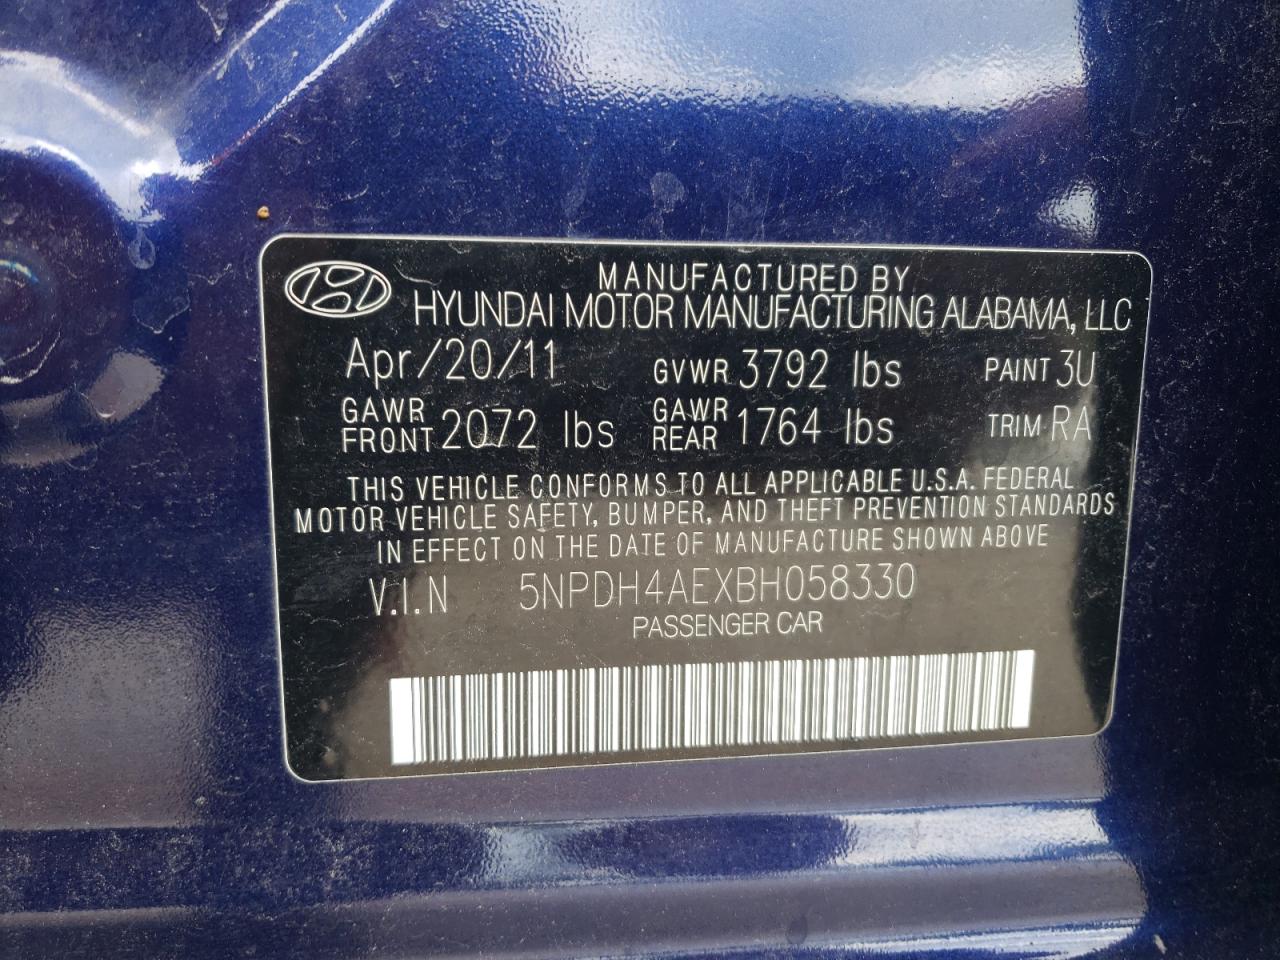 MANUFACTURED BY
HYUNDAI MOTOR MANUFACTURING ALABAMA, LLC
Apr/20/11 GVWR 3792 lbs PAINT 3U
GAWR FRONT 2072 lbs GAWR REAR 1764 lbs TRIM RA
THIS VEHICLE CONFORMS TO ALL APPLICABLE U.S.A. FEDERAL
MOTOR VEHICLE SAFETY, BUMPER, AND THEFT PREVENTION STANDARDS
IN EFFECT ON THE DATE OF MANUFACTURE SHOWN ABOVE
V.I.N 5NPDH4AEXBH058330
PASSENGER CAR